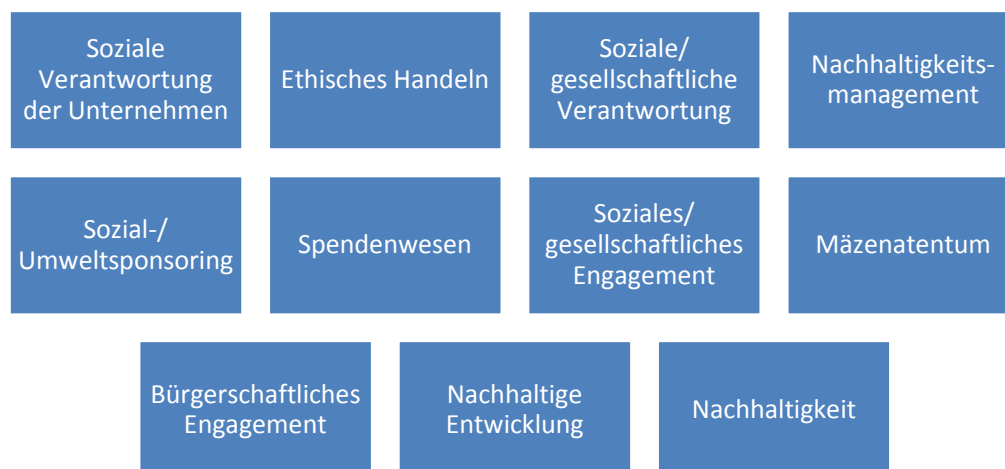 Soziale
Verantwortung
der Unternehmen
Ethisches Handeln
Soziale/
gesellschaftliche
Verantwortung
Nachhaltigkeits-
management
Sozial-/
Umweltsponsoring
Spendenwesen
Soziales/
gesellschaftliches
Engagement
Mäzenatentum
Bürgerschaftliches
Engagement
Nachhaltige
Entwicklung
Nachhaltigkeit